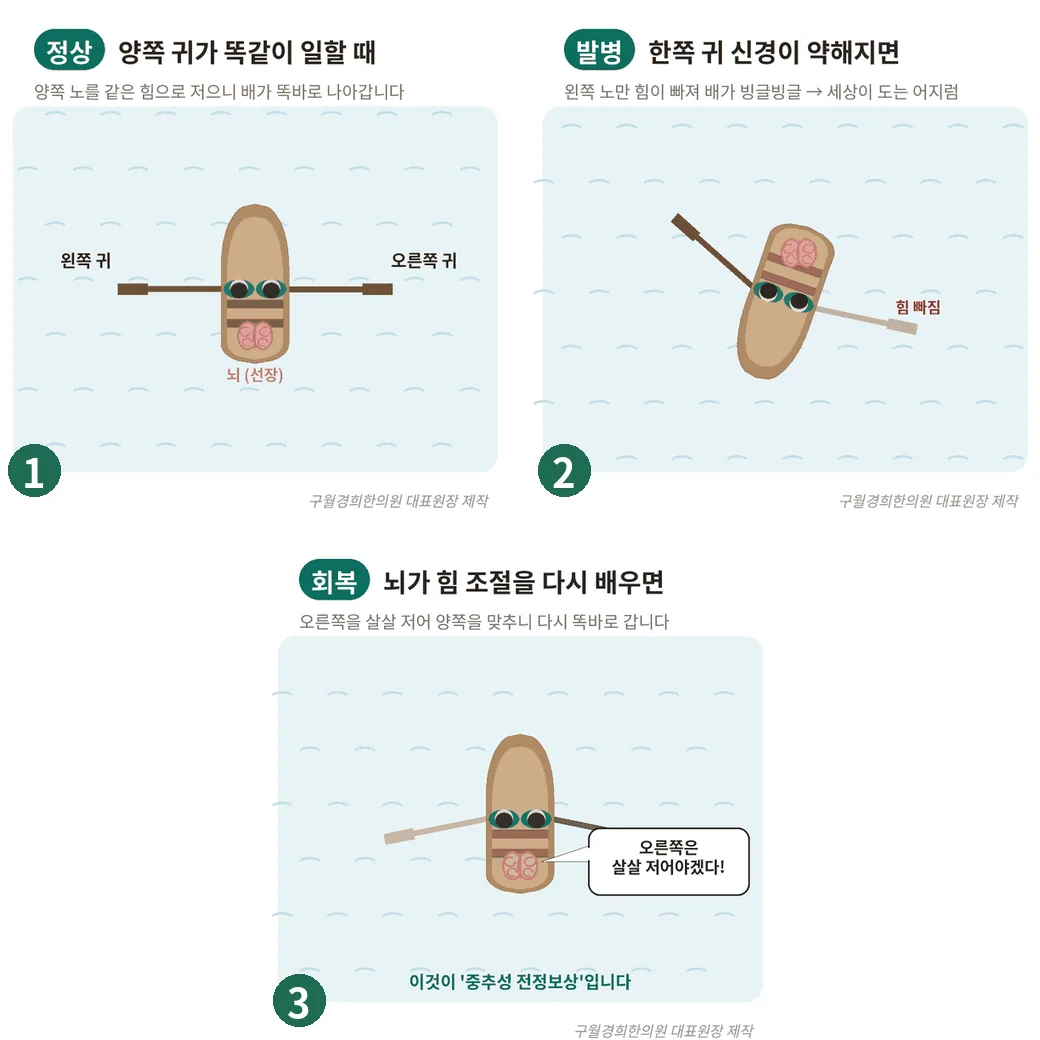 정상 양쪽 귀가 똑같이 일할 때
양쪽 노를 같은 힘으로 저으니 배가 똑바로 나아갑니다
왼쪽 귀
오른쪽 귀
뇌 (선장)
1
구월경희한의원 대표원장 제작
발병 한쪽 귀 신경이 약해지면
왼쪽 노만 힘이 빠져 배가 빙글빙글 → 세상이 도는 어지럼
힘 빠짐
2
구월경희한의원 대표원장 제작
회복 뇌가 힘 조절을 다시 배우면
오른쪽을 살살 저어 양쪽을 맞추니 다시 똑바로 갑니다
오른쪽은
살살 저어야겠다!
이것이 '중추성 전정보상'입니다
3
구월경희한의원 대표원장 제작